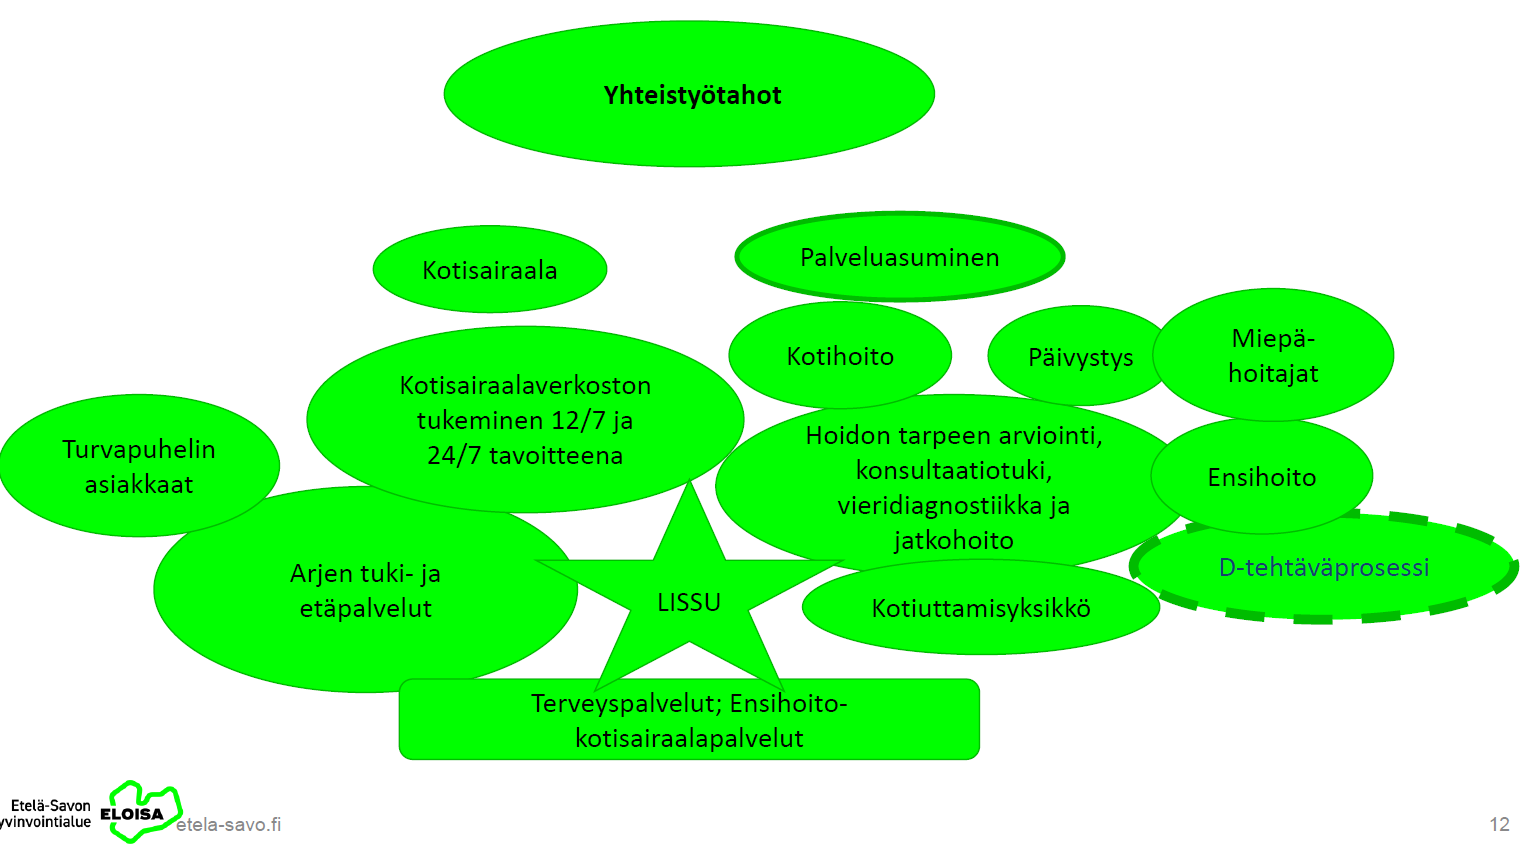 Yhteistyötahot
Kotisairaala
Palveluasuminen
Kotihoito
Päivystys
Miepä-
hoitajat
Kotisairaalaverkoston
tukeminen 12/7 ja
24/7 tavoitteena
Turvapuhelin
asiakkaat
Hoidon tarpeen arviointi,
konsultaatiotuki,
vieridiagnostiikka ja
jatkohoito
Ensihoito
D-tehtäväprosessi
Arjen tuki- ja
etäpalvelut
LISSU
Kotiuttamisyksikkö
Terveyspalvelut; Ensihoito-
kotisairaalapalvelut
Etelä-Savon
yvinvointialue
ELOISA
etela-savo.fi
12